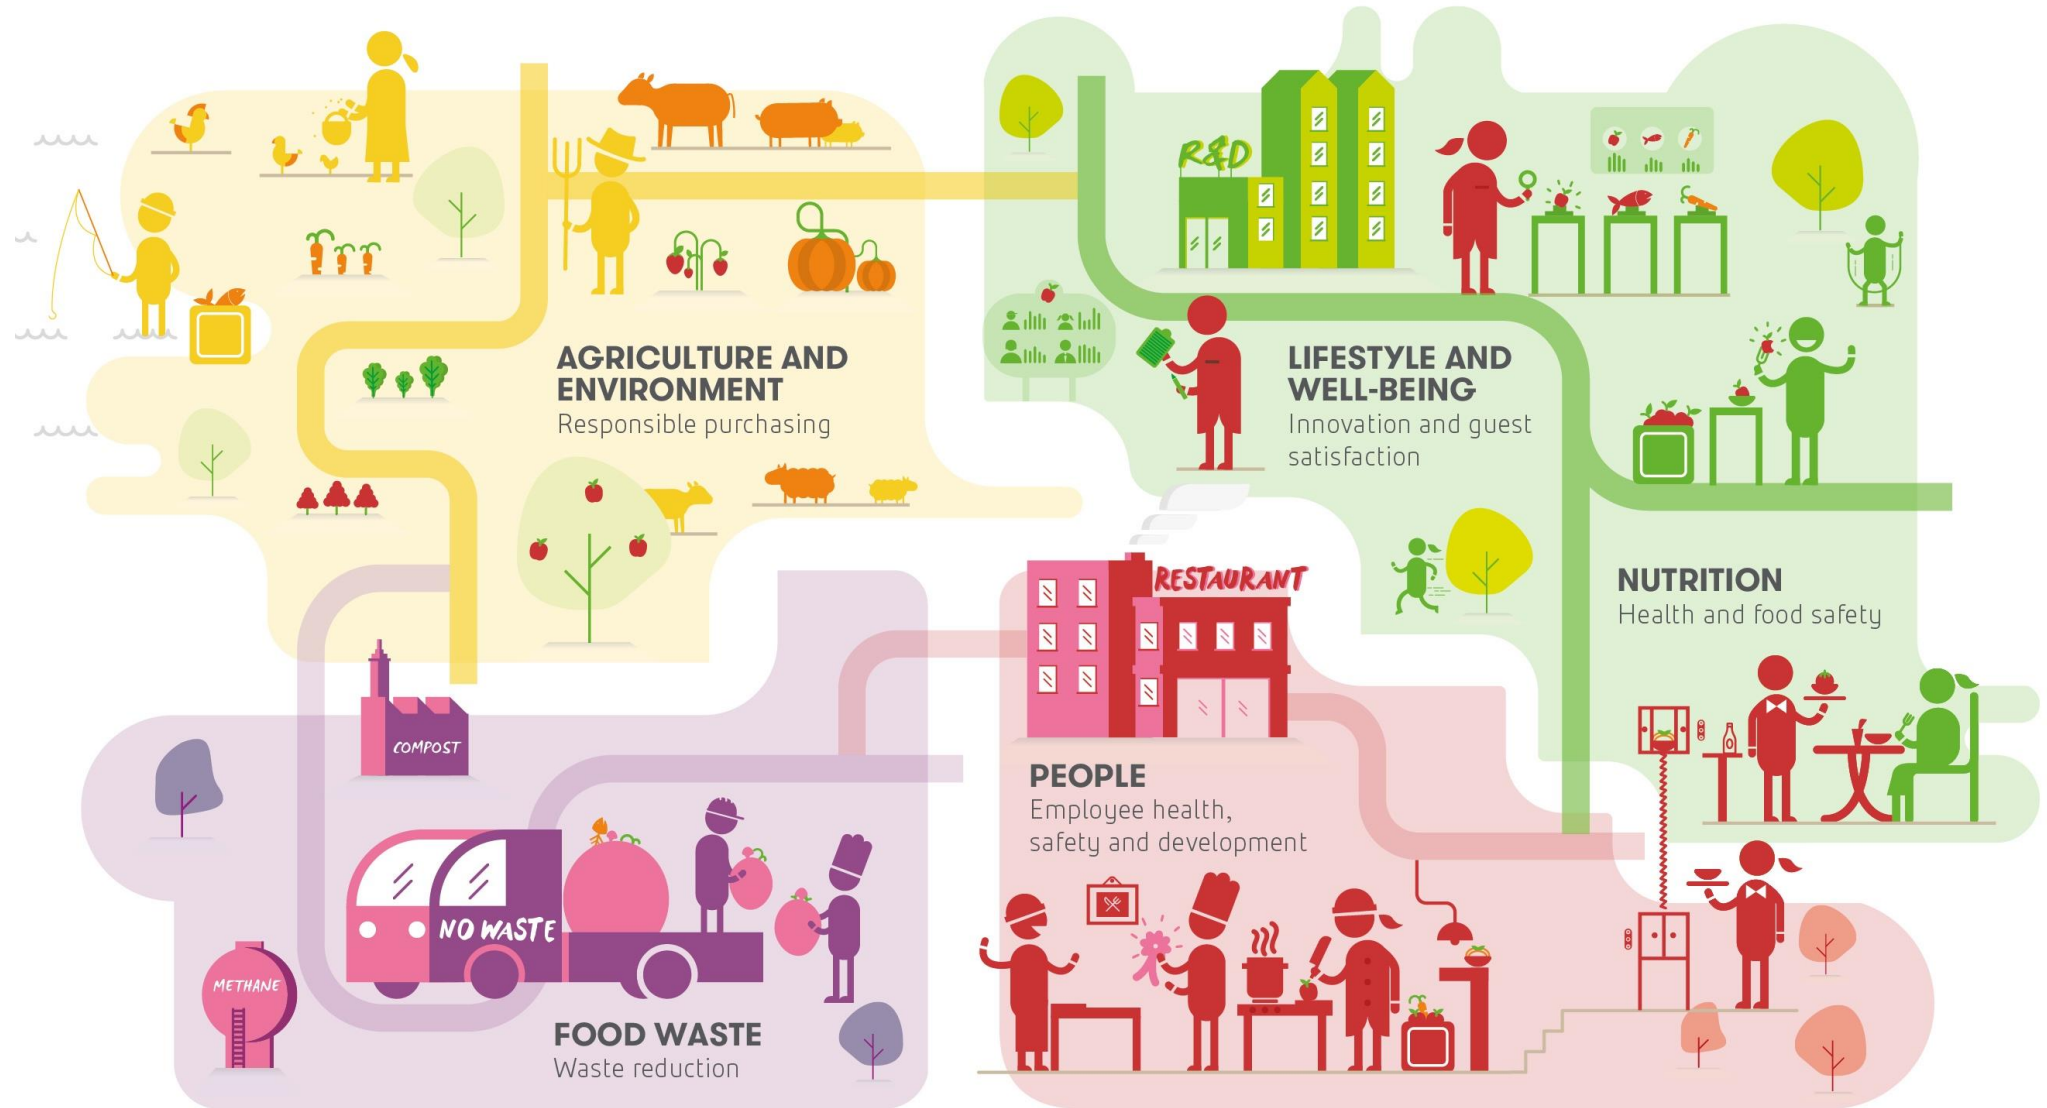 R&D
AGRICULTURE AND
ENVIRONMENT
Responsible purchasing
LIFESTYLE AND
WELL-BEING
Innovation and guest
satisfaction
RESTAURANT
NUTRITION
Health and food safety
COMPOST
PEOPLE
Employee health,
safety and development
NO WASTE
METHANE
FOOD WASTE
Waste reduction